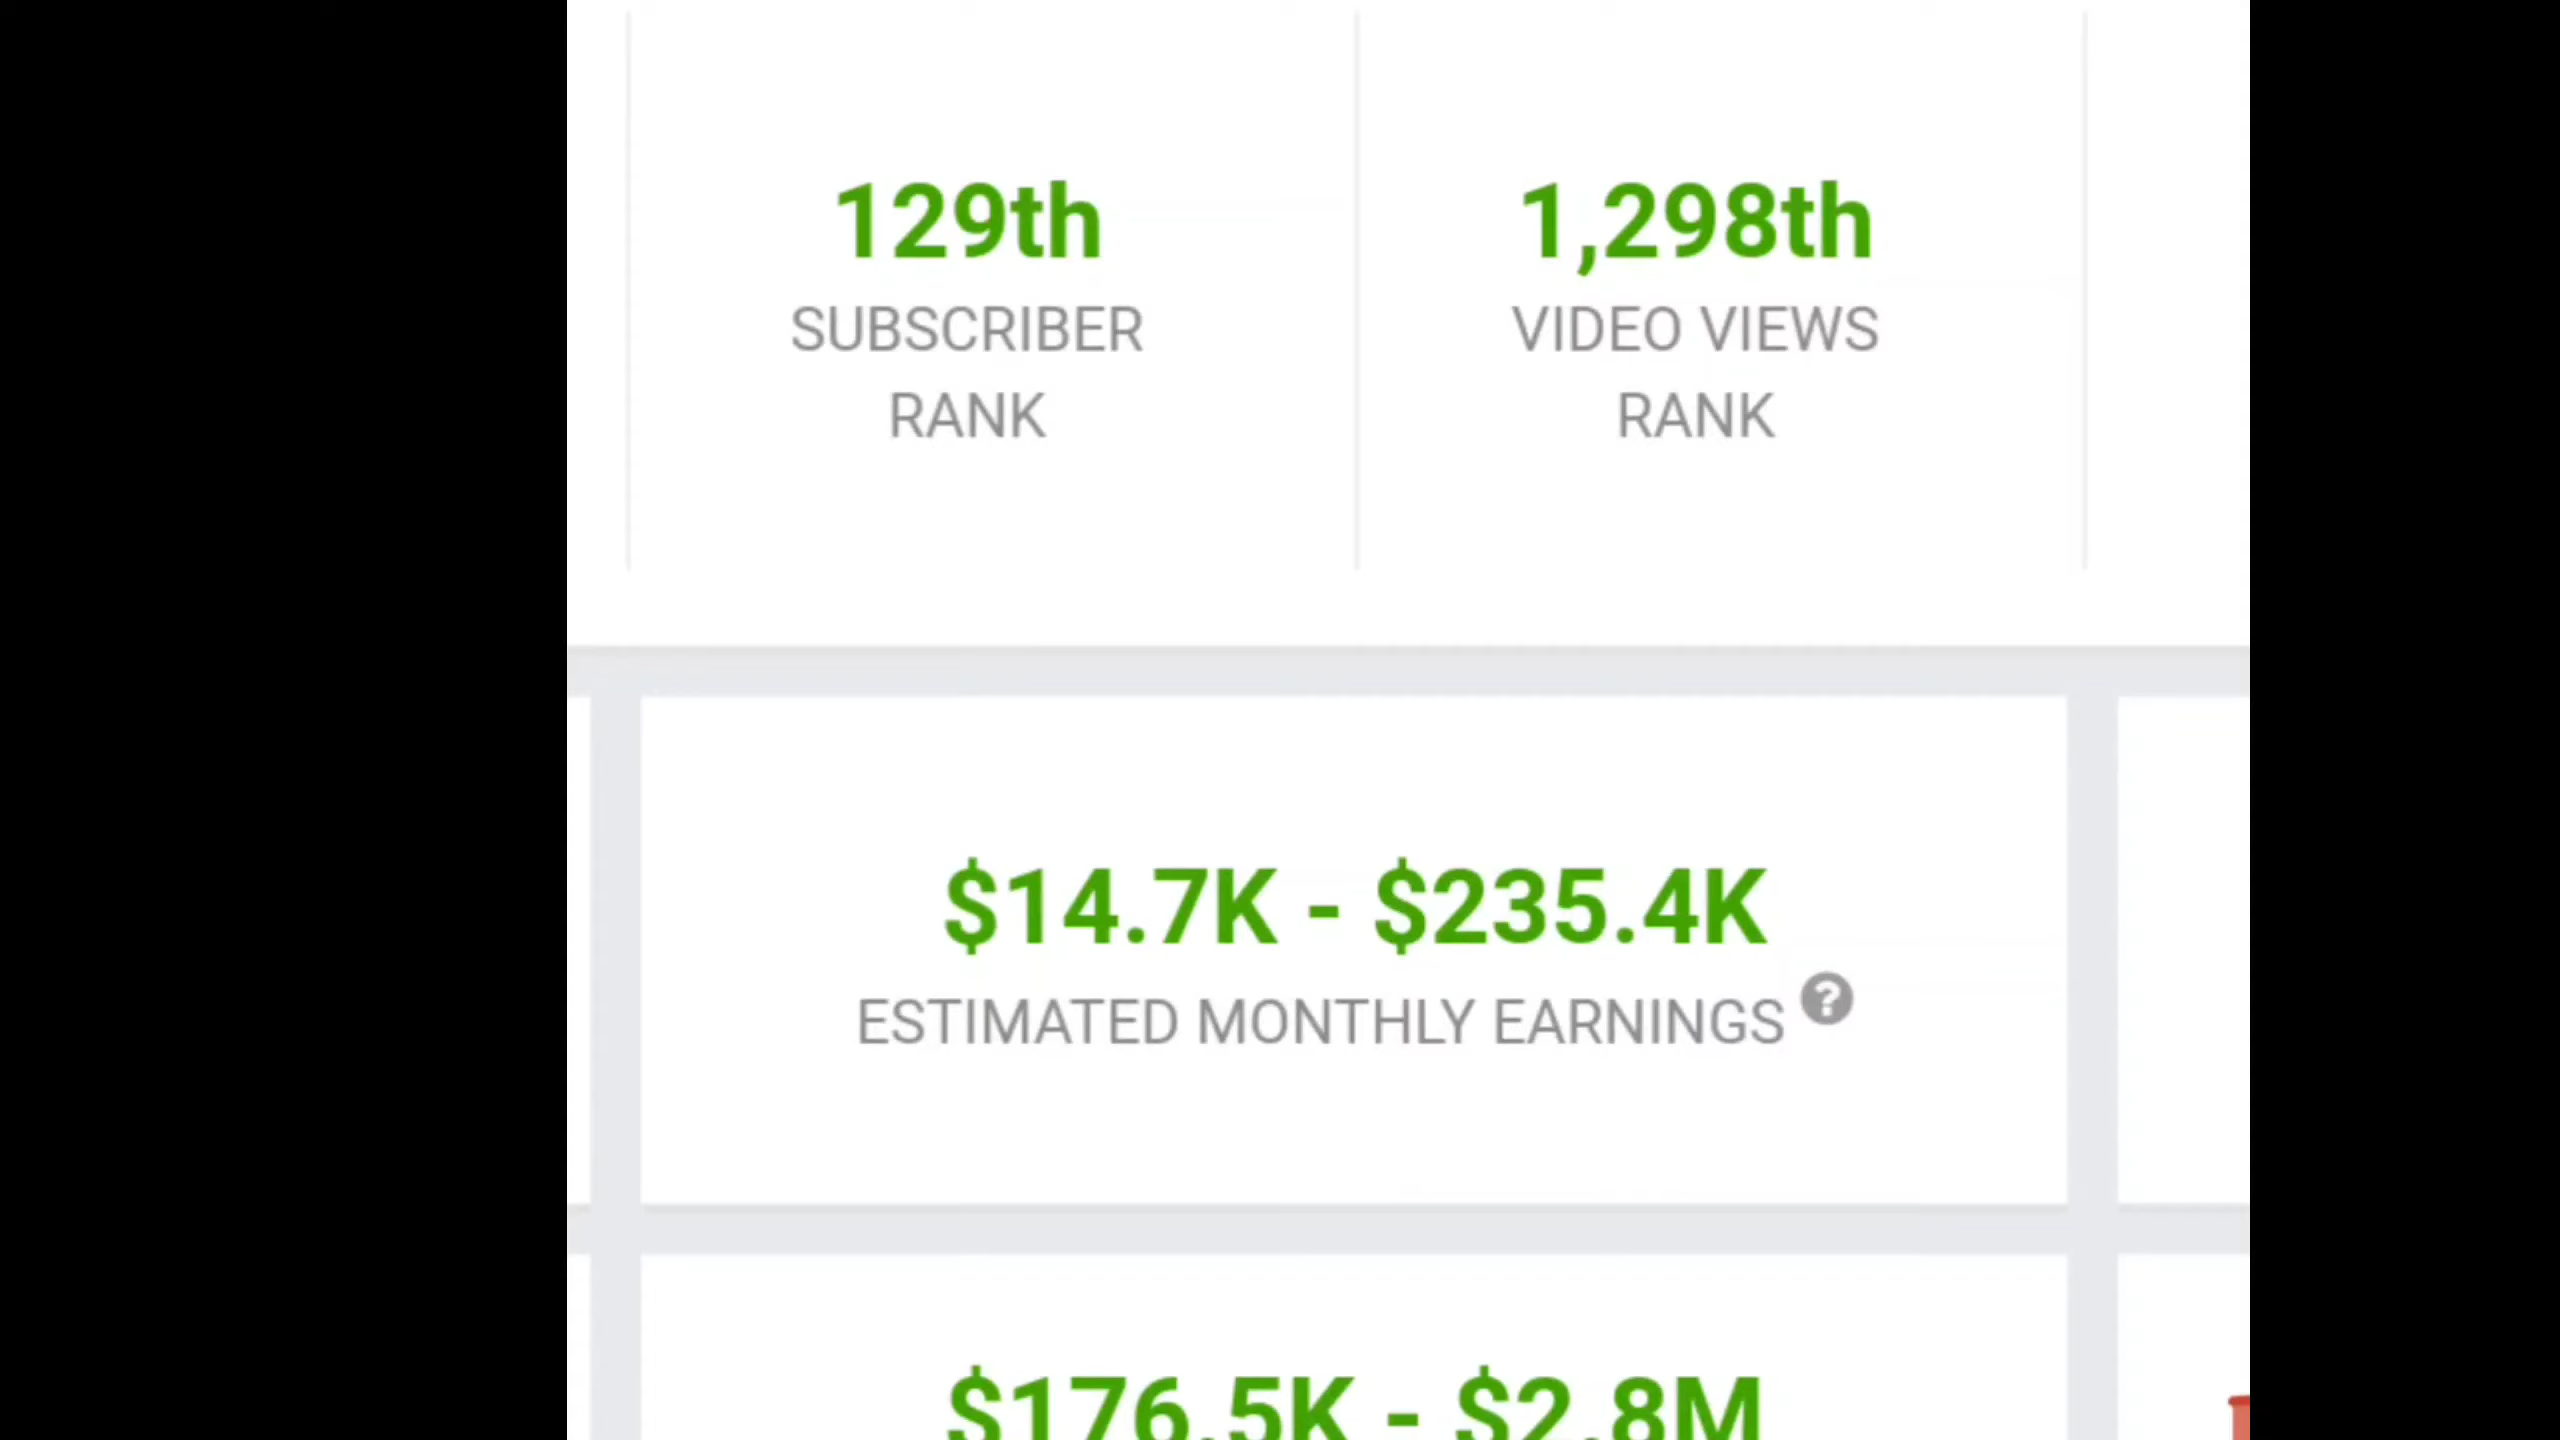 129th
SUBSCRIBER
RANK
1,298th
VIDEO VIEWS
RANK
$14.7K - $235.4K
ESTIMATED MONTHLY EARNINGS ?
$176.5K - $2.8M